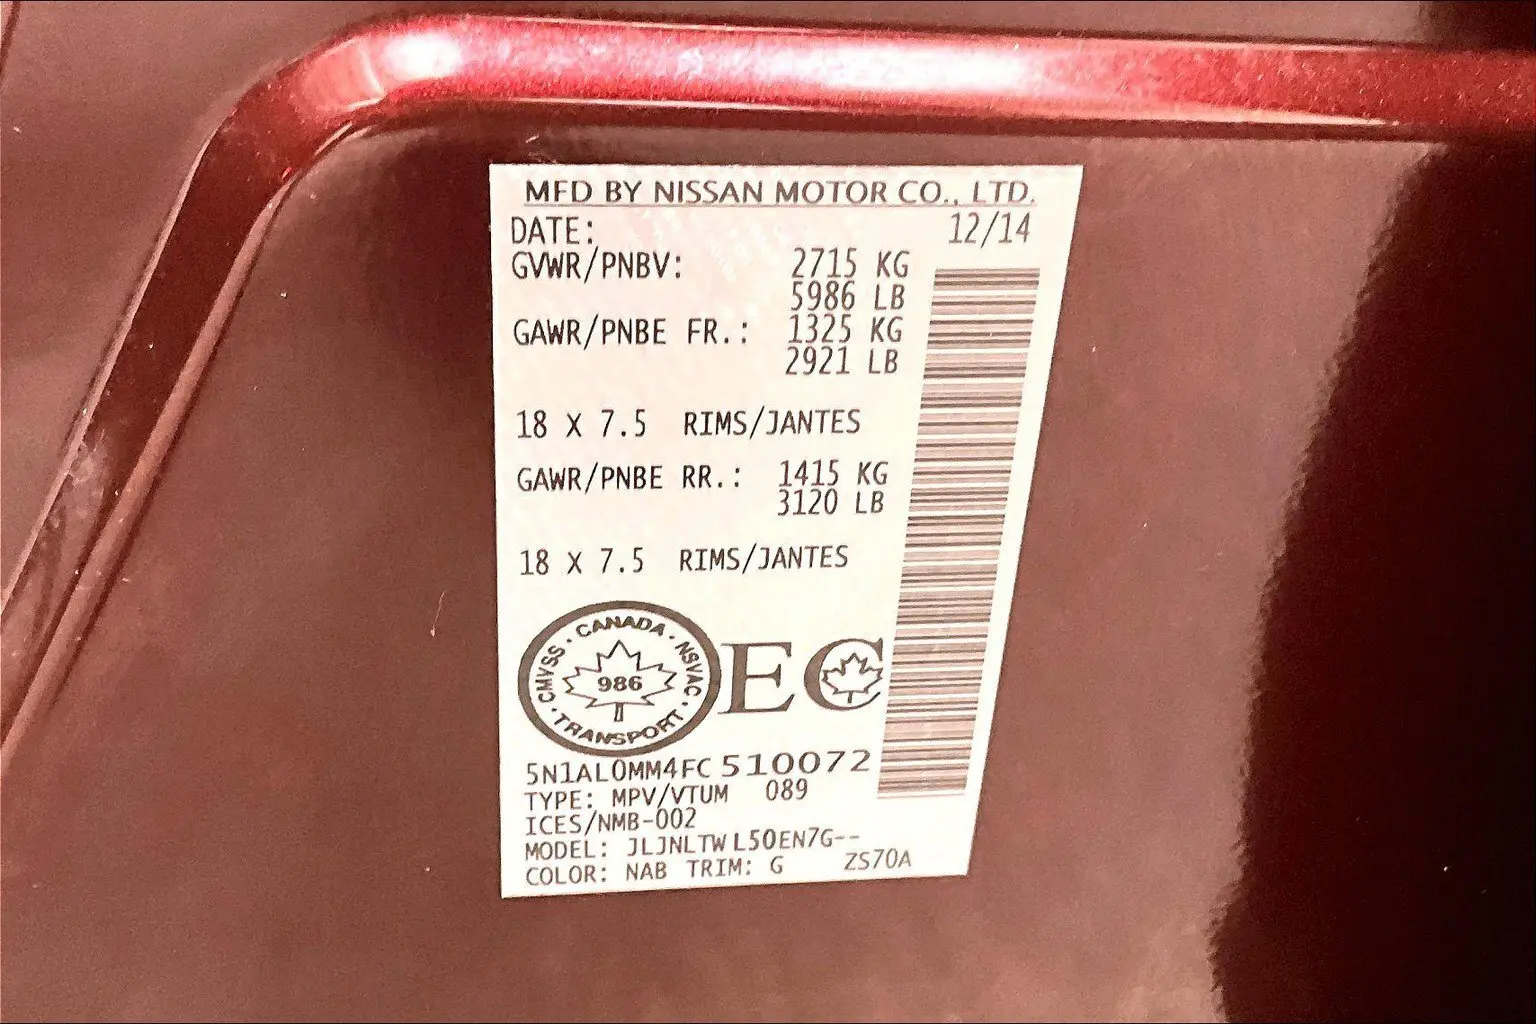 MFD BY NISSAN MOTOR CO., LTD.
DATE: 12/14
GVWR/PNBV: 2715 KG
5986 LB
GAWR/PNBE FR.: 1325 KG
2921 LB
18 X 7.5 RIMS/JANTES
GAWR/PNBE RR.: 1415 KG
3120 LB
18 X 7.5 RIMS/JANTES
CMVSS · CANADA · NSVAC · TRANSPORT ·
986
EC
5N1AL0MM4FC 510072
TYPE: MPV/VTUM 089
ICES/NMB-002
MODEL: JLJNLTW L50EN7G--
COLOR: NAB TRIM: G ZS70A